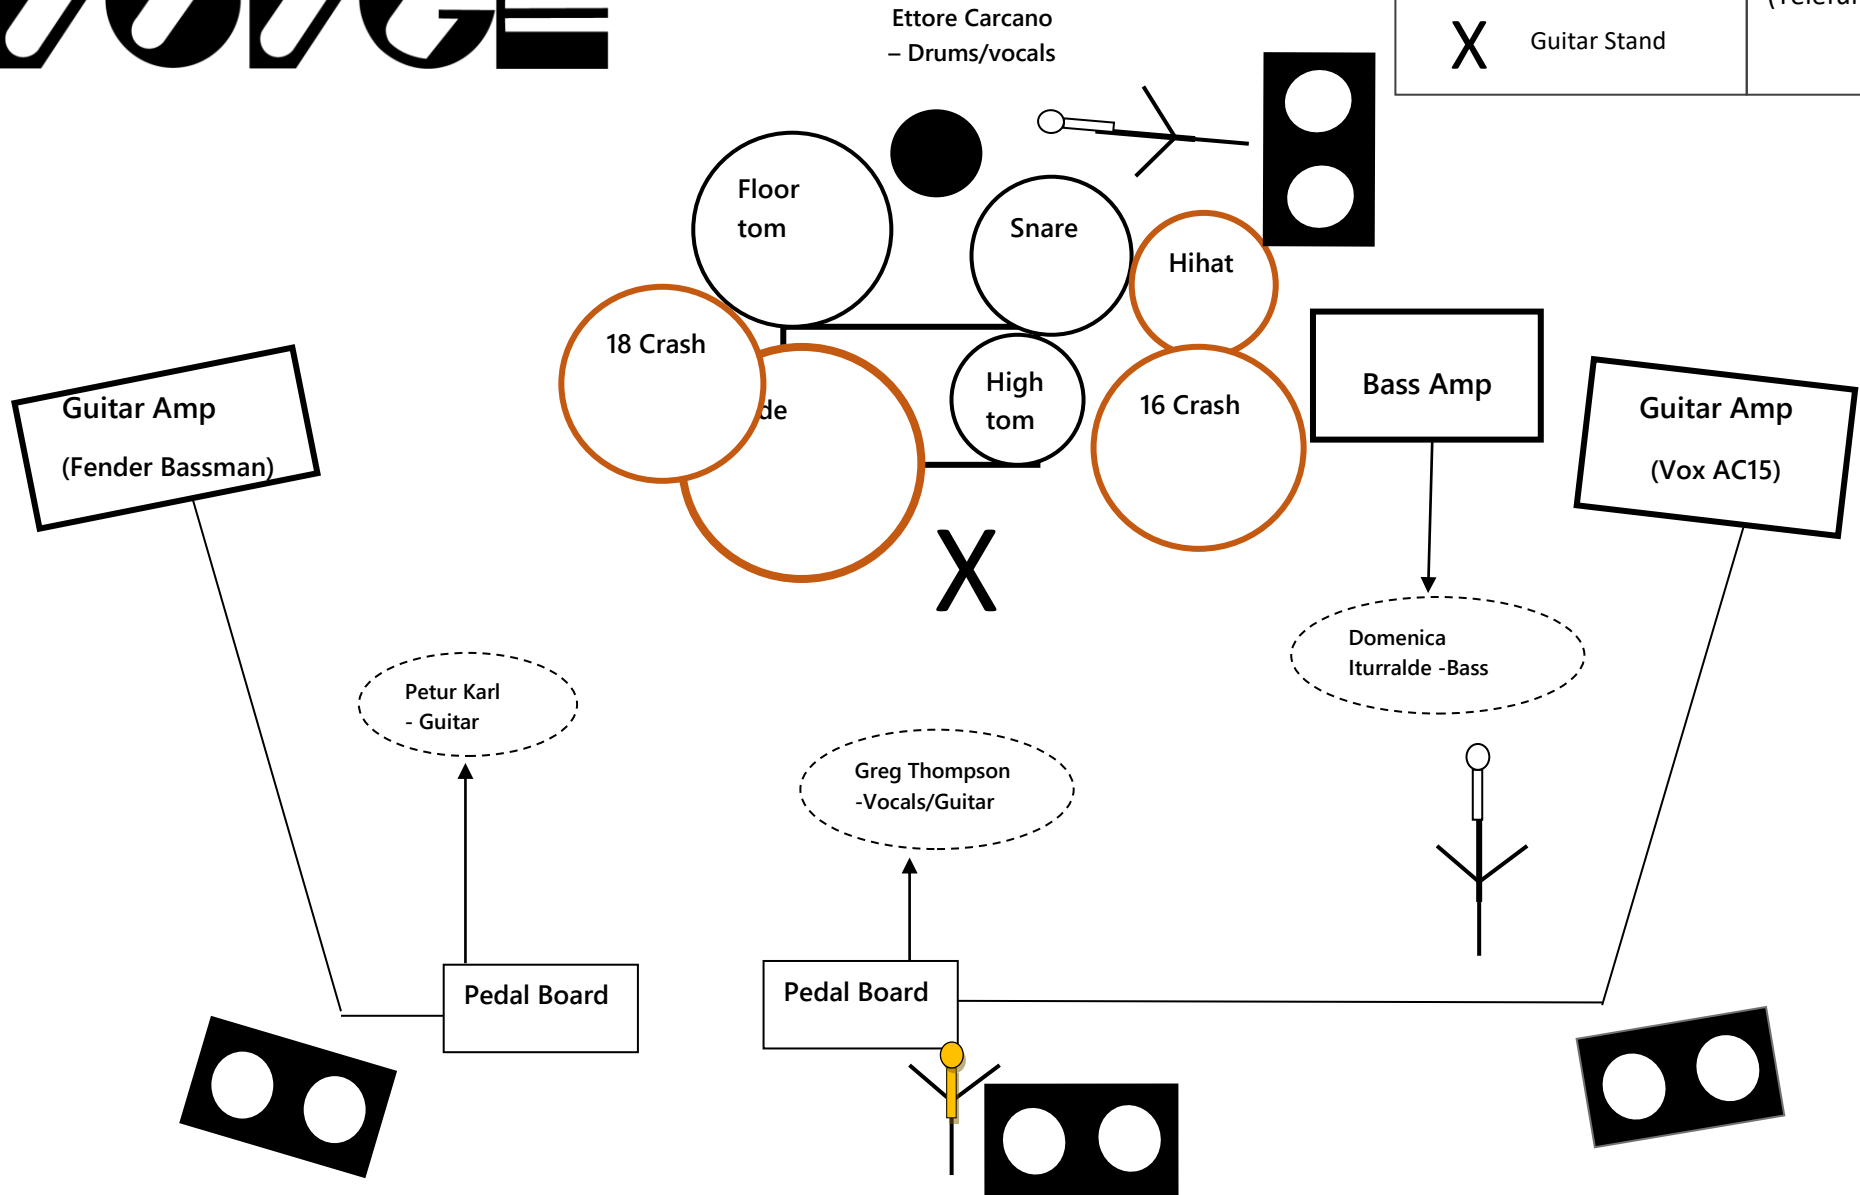 Ettore Carcano
– Drums/vocals
X Guitar Stand
Floor
tom
Snare
Hihat
18 Crash
High
tom
16 Crash
Bass Amp
Guitar Amp
(Fender Bassman)
Guitar Amp
(Vox AC15)
X
Domenica
Iturralde -Bass
Petur Karl
- Guitar
Greg Thompson
-Vocals/Guitar
Pedal Board
Pedal Board